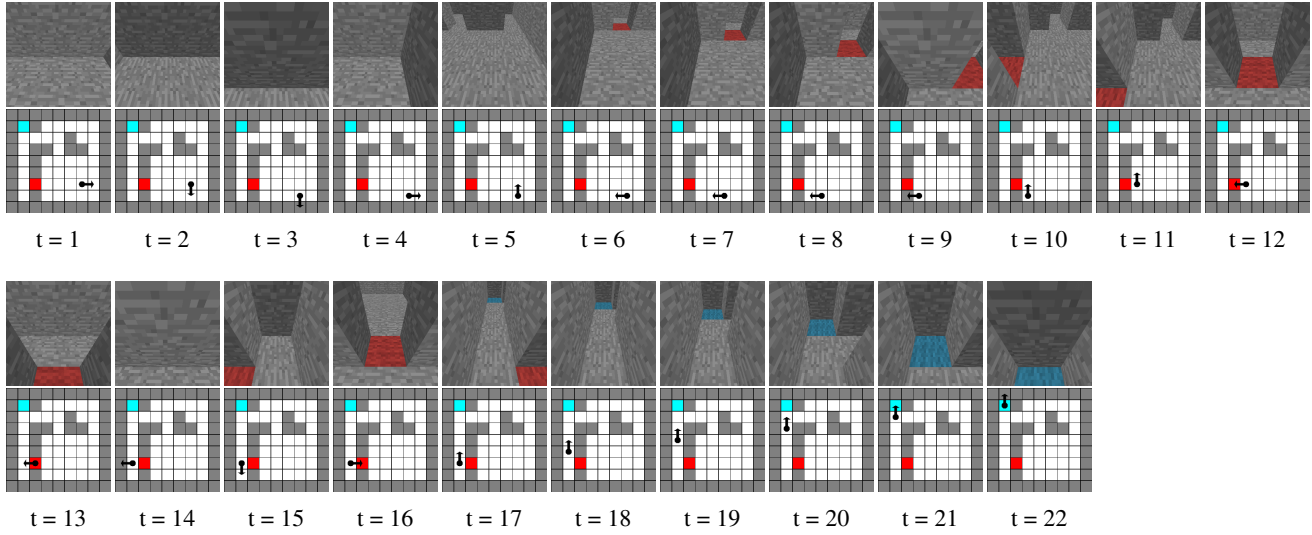 t = 1 t = 2 t = 3 t = 4 t = 5 t = 6 t = 7 t = 8 t = 9 t = 10 t = 11 t = 12
t = 13 t = 14 t = 15 t = 16 t = 17 t = 18 t = 19 t = 20 t = 21 t = 22